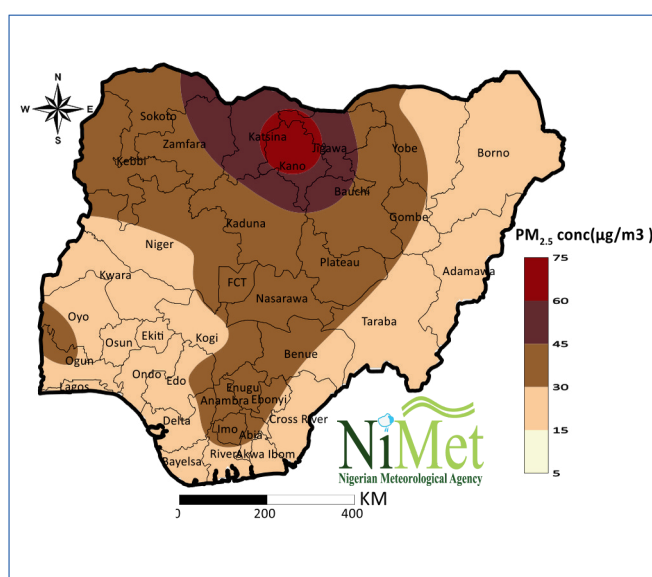 N
W E
S
Sokoto
Katsina
Zamfara
Jigawa
Yobe
Borno
Kebbi
Kano
Bauchi
Gombe
Kaduna
Niger
PM2.5 conc(µg/m3 )
75
60
45
30
15
5
Plateau
Adamawa
Kwara
FCT
Nasarawa
Oyo
Taraba
Osun
Ekiti
Kogi
Benue
Ogun
Ondo
Edo
Enugu
Anambra
Ebonyi
Lagos
Delta
Imo
Abia
Cross River
Bayelsa
Rivers
Akwa Ibom
NiMet
Nigerian Meteorological Agency
KM
0 200 400